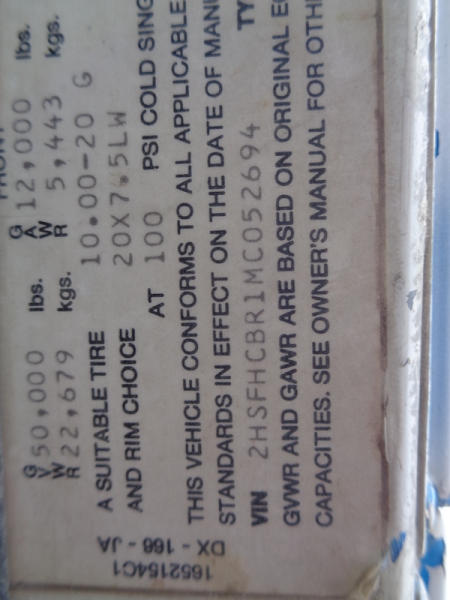 FRONT
GVWR 50,000 lbs. GAWR 12,000 lbs.
22,679 kgs. 5,443 kgs.
A SUITABLE TIRE 10.00-20 G
AND RIM CHOICE 20X7.5LW
AT 100 PSI COLD SING
THIS VEHICLE CONFORMS TO ALL APPLICABLE
STANDARDS IN EFFECT ON THE DATE OF MAN
VIN 2HSFHCBR1MC052694 TY
GVWR AND GAWR ARE BASED ON ORIGINAL E
CAPACITIES. SEE OWNER'S MANUAL FOR OTH
DX - 166 - JA
1652154C1